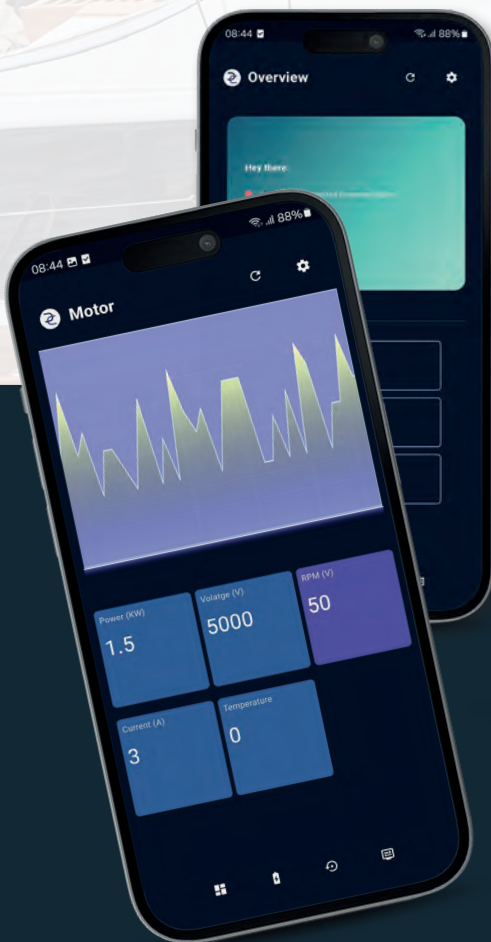 08:44
88%
Overview
Hey there,
08:44
88%
Motor
Power (KW)
1.5
Volatge (V)
5000
RPM (V)
50
Current (A)
3
Temperature
0